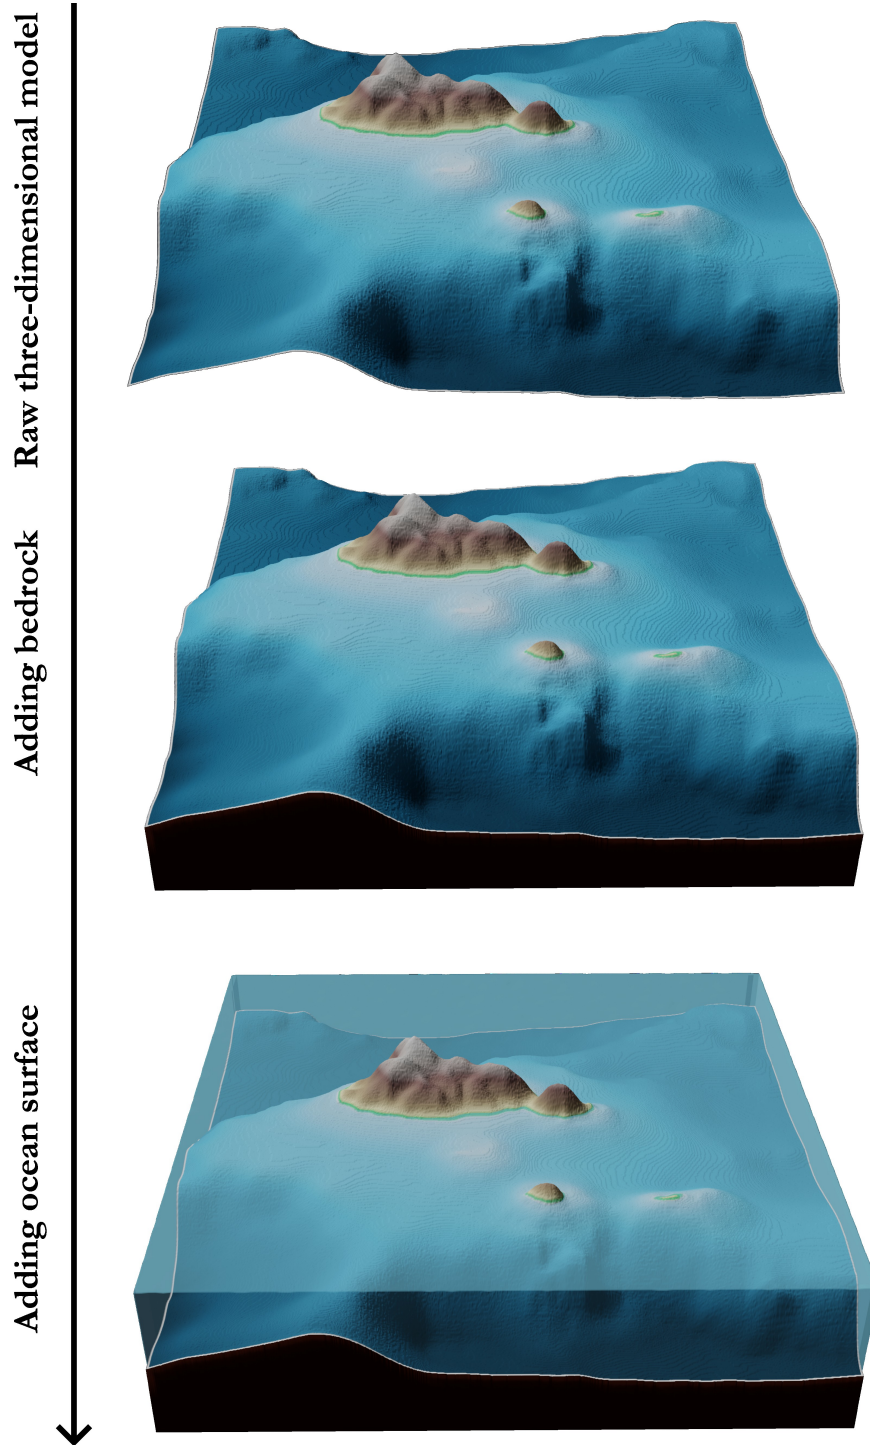 Raw three-dimensional model
Adding bedrock
Adding ocean surface